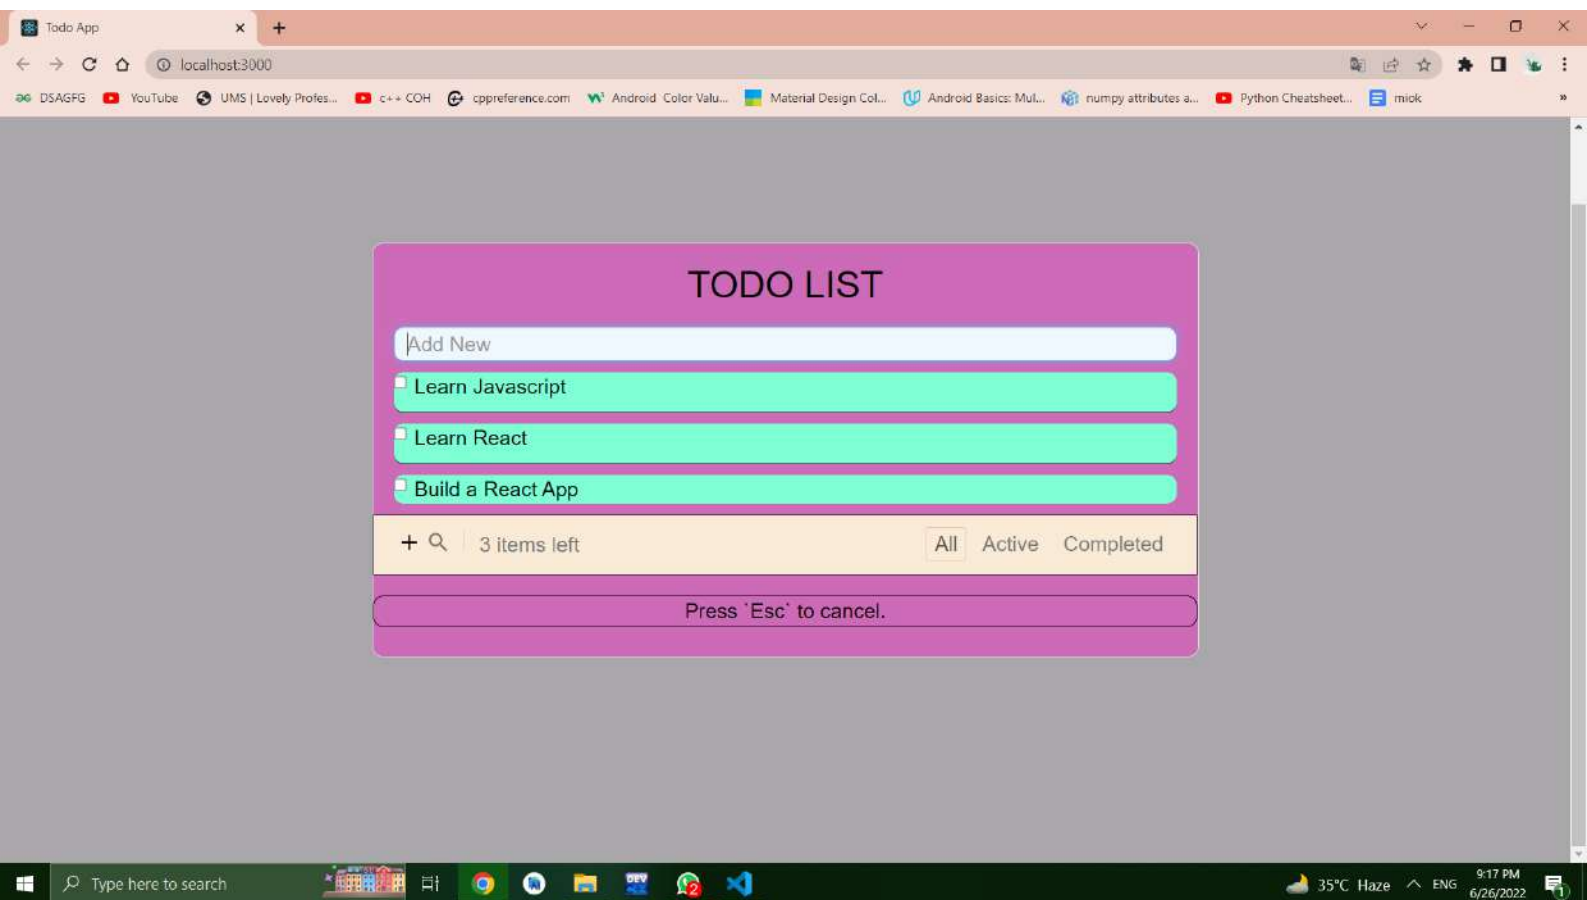 Todo App
localhost:3000
DSAGFG YouTube UMS | Lovely Profes... c++ COH cppreference.com Android Color Valu... Material Design Col... Android Basics: Mul... numpy attributes a... Python Cheatsheet... miok »
TODO LIST
Add New
Learn Javascript
Learn React
Build a React App
+ 3 items left All Active Completed
Press `Esc` to cancel.
Type here to search DEV 2 35°C Haze ENG 9:17 PM
6/26/2022 1